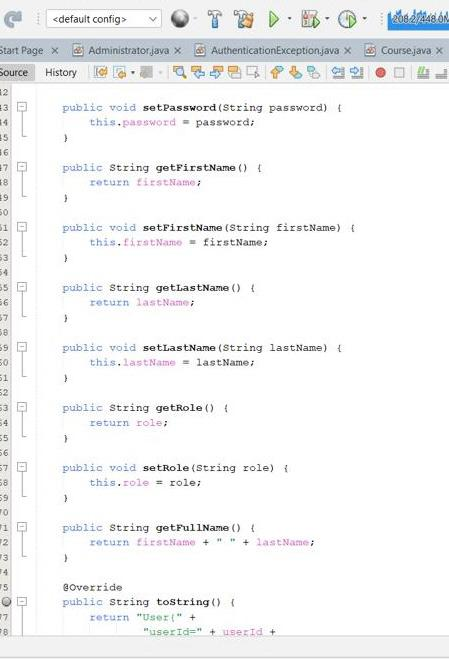 <default config>
208.2/448.0M
Start Page
Administrator.java
AuthenticationException.java
Course.java
Source
History
public void setPassword(String password) {
this.password = password;
}
public String getFirstName() {
return firstName;
}
public void setFirstName(String firstName) {
this.firstName = firstName;
}
public String getLastName() {
return lastName;
}
public void setLastName(String lastName) {
this.lastName = lastName;
}
public String getRole() {
return role;
}
public void setRole(String role) {
this.role = role;
}
public String getFullName() {
return firstName + " " + lastName;
}
@Override
public String toString() {
return "User{" +
"userId=" + userId +